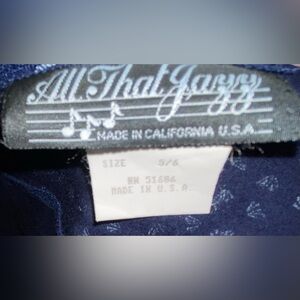 All That Jazz
MADE IN CALIFORNIA U.S.A.
SIZE 5/6
RN 51686
MADE IN U.S.A.